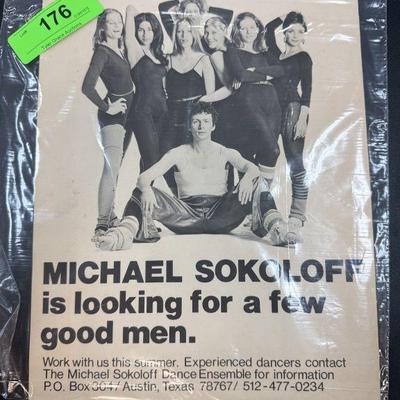 Lot
176
MICHAEL SOKOLOFF
is looking for a few
good men.
Work with us this summer. Experienced dancers contact
The Michael Sokoloff Dance Ensemble for information
P.O. Box 3047/ Austin, Texas 78767/ 512-477-0234